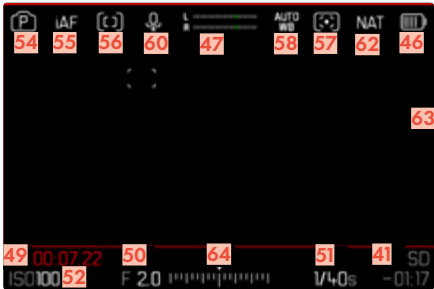 P iAF L R AUTO WB NAT
54 55 56 60 47 58 57 62 46
63
49 00:07.22 50 64 51 41 SD
ISO100 52 F 2.0 1/40s -01:17